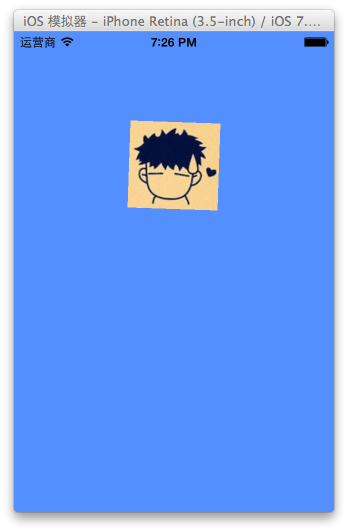 iOS 模拟器 – iPhone Retina (3.5-inch) / iOS 7....
运营商 7:26 PM